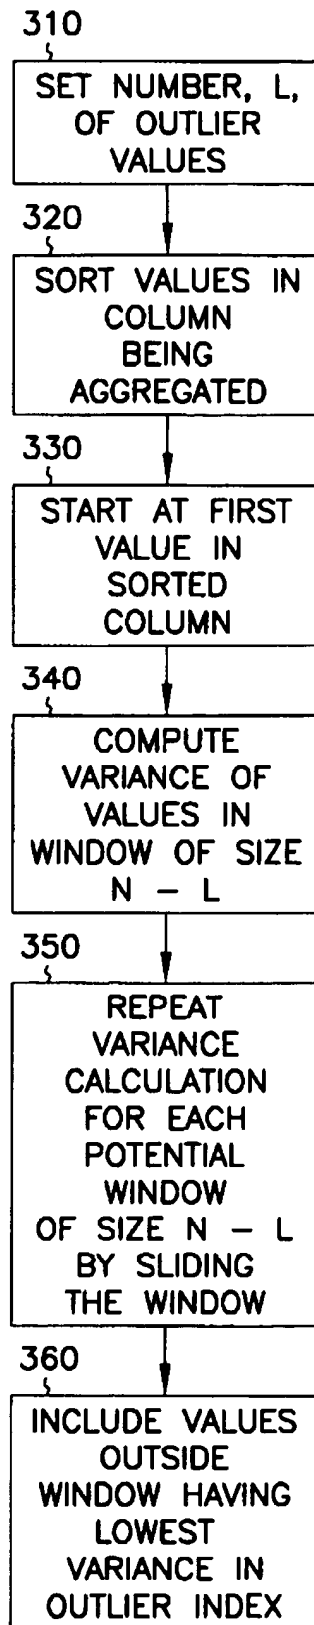 310
SET NUMBER, L,
OF OUTLIER
VALUES
320
SORT VALUES IN
COLUMN
BEING
AGGREGATED
330
START AT FIRST
VALUE IN
SORTED
COLUMN
340
COMPUTE
VARIANCE OF
VALUES IN
WINDOW OF SIZE
N – L
350
REPEAT
VARIANCE
CALCULATION
FOR EACH
POTENTIAL
WINDOW
OF SIZE N – L
BY SLIDING
THE WINDOW
360
INCLUDE VALUES
OUTSIDE
WINDOW HAVING
LOWEST
VARIANCE IN
OUTLIER INDEX